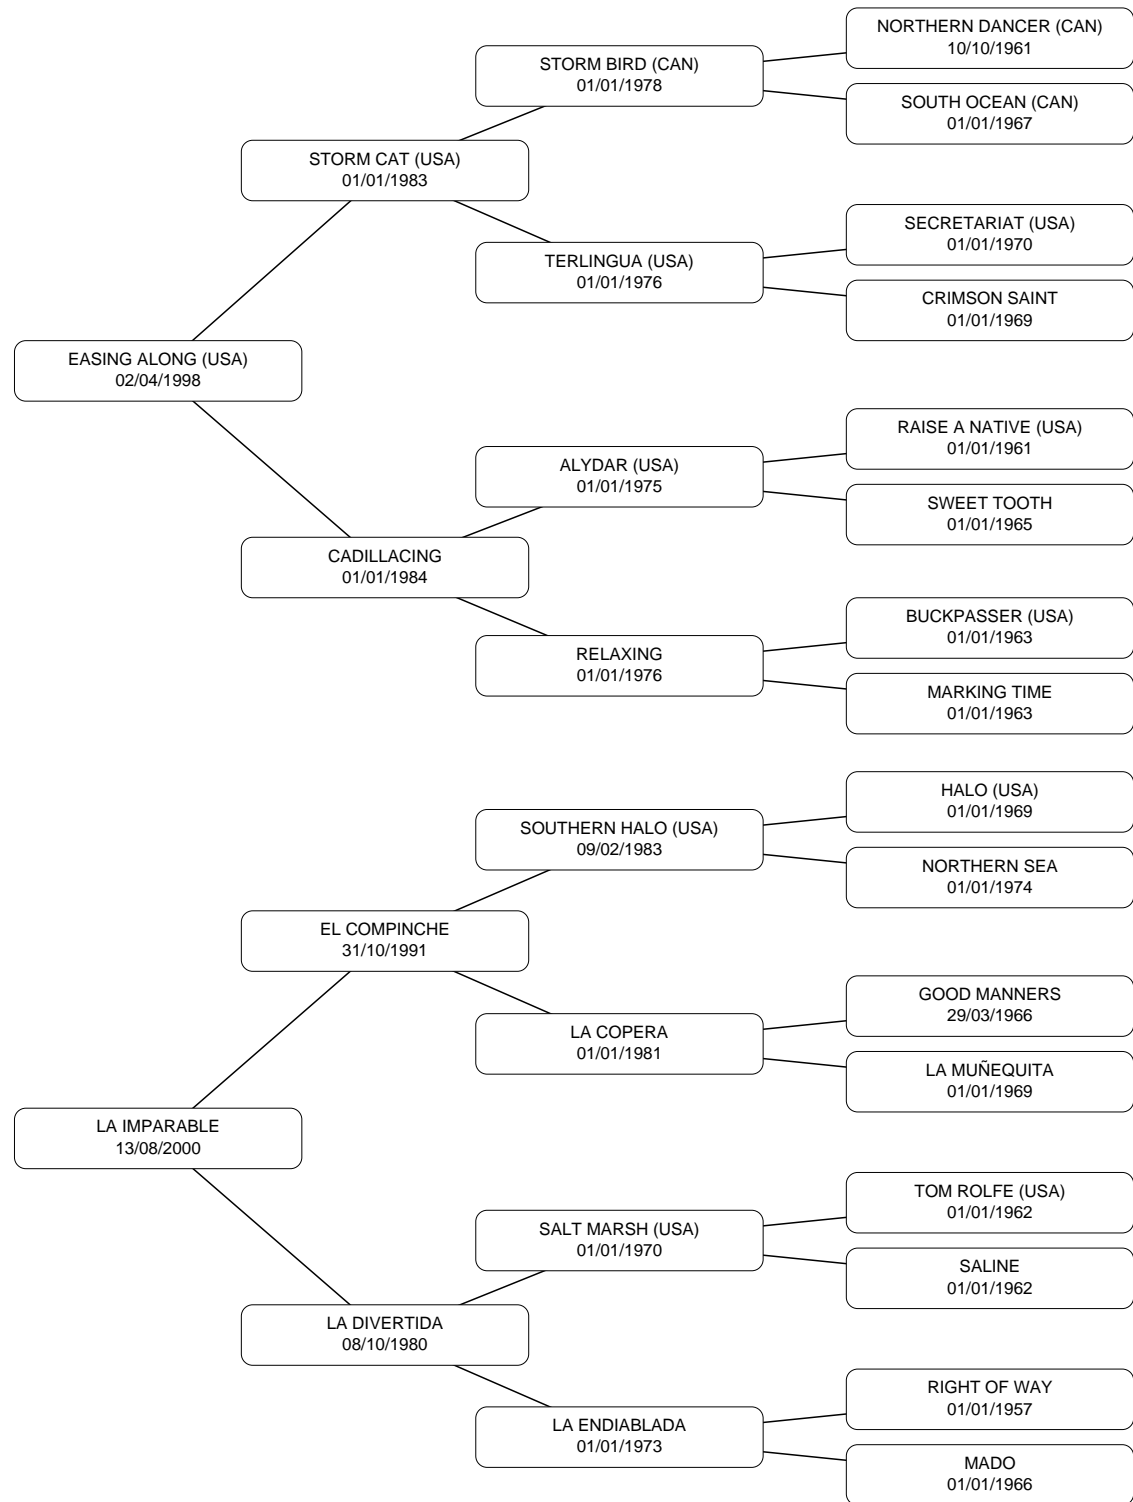 NORTHERN DANCER (CAN)
10/10/1961
STORM BIRD (CAN)
01/01/1978
SOUTH OCEAN (CAN)
01/01/1967
STORM CAT (USA)
01/01/1983
SECRETARIAT (USA)
01/01/1970
TERLINGUA (USA)
01/01/1976
CRIMSON SAINT
01/01/1969
EASING ALONG (USA)
02/04/1998
RAISE A NATIVE (USA)
01/01/1961
ALYDAR (USA)
01/01/1975
SWEET TOOTH
01/01/1965
CADILLACING
01/01/1984
BUCKPASSER (USA)
01/01/1963
RELAXING
01/01/1976
MARKING TIME
01/01/1963
HALO (USA)
01/01/1969
SOUTHERN HALO (USA)
09/02/1983
NORTHERN SEA
01/01/1974
EL COMPINCHE
31/10/1991
GOOD MANNERS
29/03/1966
LA COPERA
01/01/1981
LA MUÑEQUITA
01/01/1969
LA IMPARABLE
13/08/2000
TOM ROLFE (USA)
01/01/1962
SALT MARSH (USA)
01/01/1970
SALINE
01/01/1962
LA DIVERTIDA
08/10/1980
RIGHT OF WAY
01/01/1957
LA ENDIABLADA
01/01/1973
MADO
01/01/1966